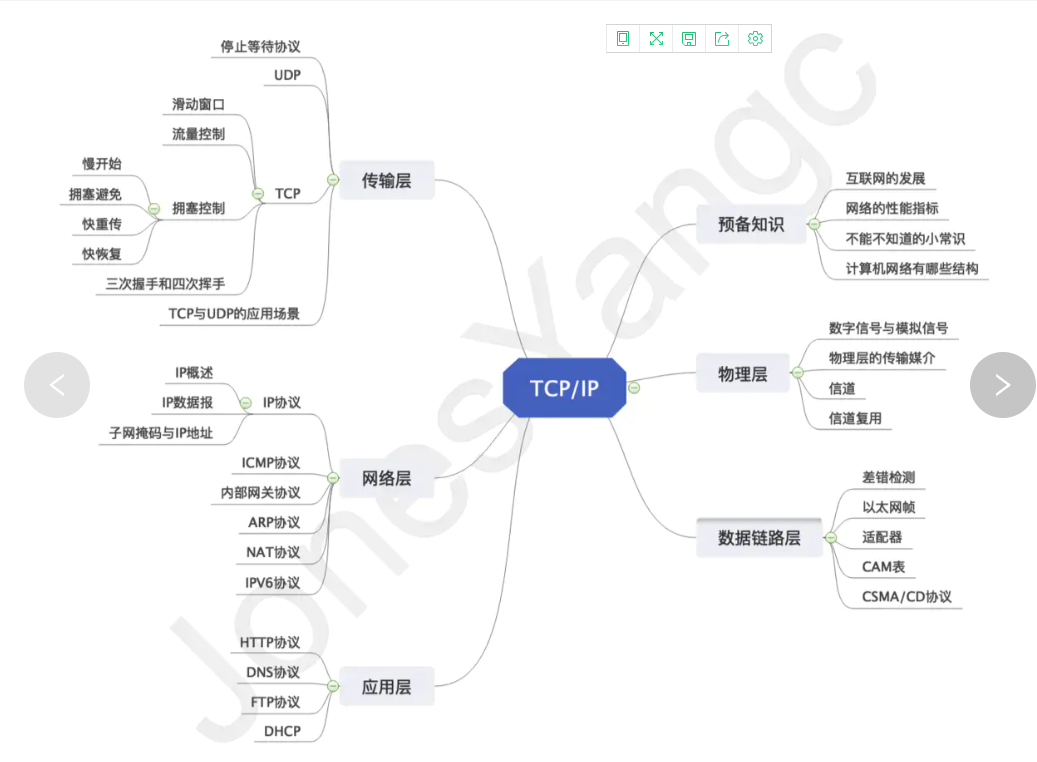 TCP/IP
预备知识
互联网的发展
网络的性能指标
不能不知道的小常识
计算机网络有哪些结构
物理层
数字信号与模拟信号
物理层的传输媒介
信道
信道复用
数据链路层
差错检测
以太网帧
适配器
CAM表
CSMA/CD协议
传输层
停止等待协议
UDP
TCP
滑动窗口
流量控制
拥塞控制
慢开始
拥塞避免
快重传
快恢复
三次握手和四次挥手
TCP与UDP的应用场景
网络层
IP协议
IP概述
IP数据报
子网掩码与IP地址
ICMP协议
内部网关协议
ARP协议
NAT协议
IPV6协议
应用层
HTTP协议
DNS协议
FTP协议
DHCP
JonesYangc